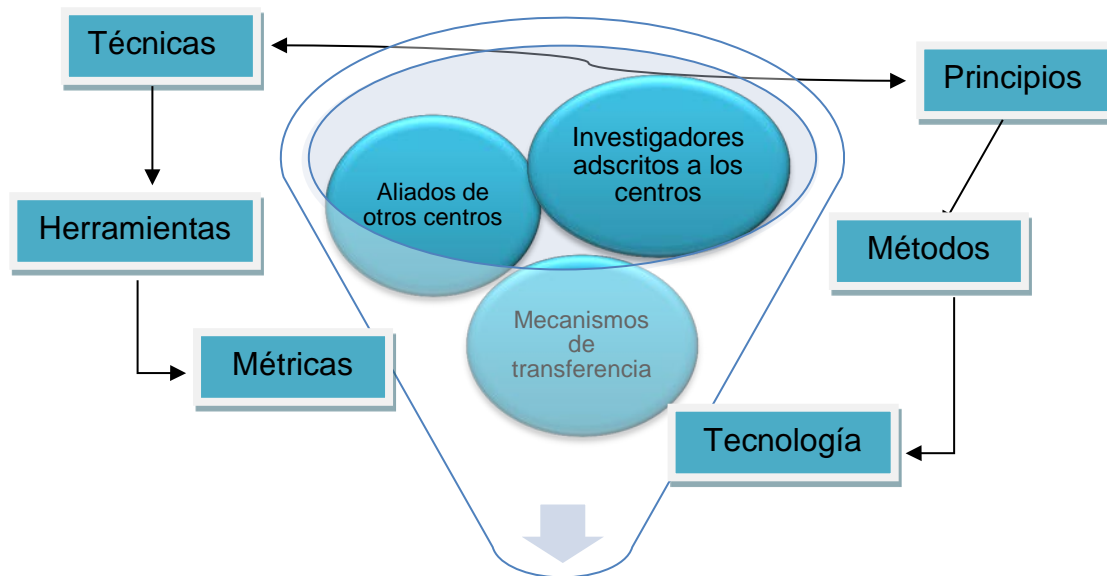 Técnicas
Principios
Investigadores
adscritos a los
centros
Aliados de
otros centros
Herramientas
Métodos
Mecanismos
de
transferencia
Métricas
Tecnología